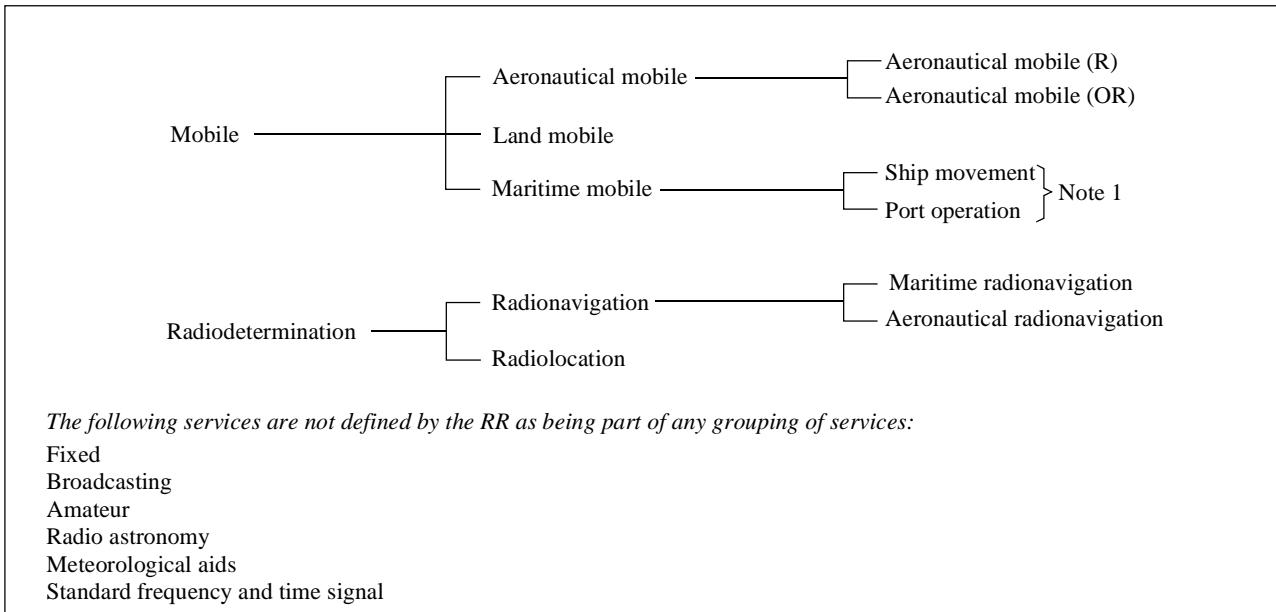 Aeronautical mobile (R)
Aeronautical mobile
Aeronautical mobile (OR)
Mobile
Land mobile
Ship movement
Maritime mobile
Note 1
Port operation
Maritime radionavigation
Radionavigation
Aeronautical radionavigation
Radiodetermination
Radiolocation
The following services are not defined by the RR as being part of any grouping of services:
Fixed
Broadcasting
Amateur
Radio astronomy
Meteorological aids
Standard frequency and time signal